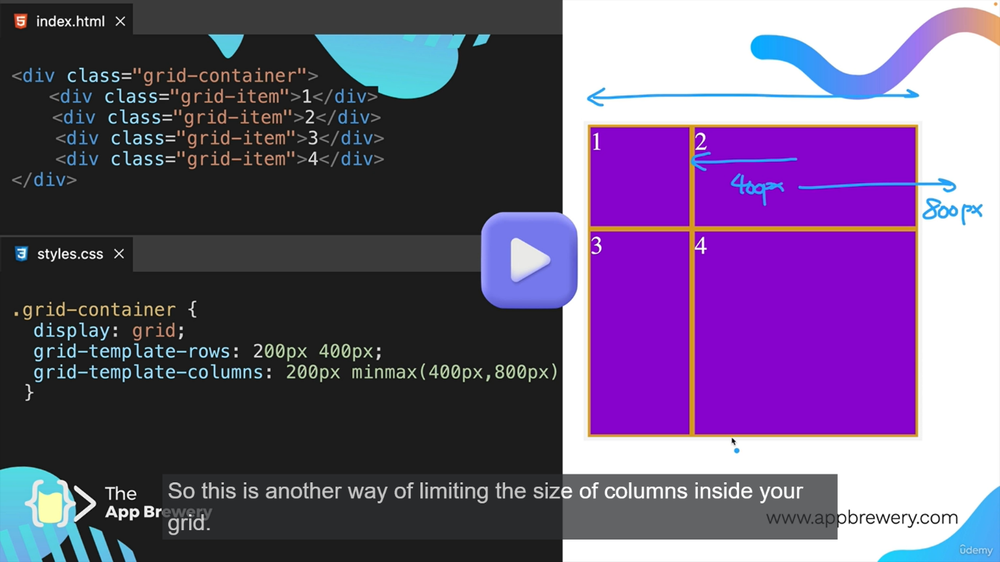 index.html
<div class="grid-container">
<div class="grid-item">1</div>
<div class="grid-item">2</div>
<div class="grid-item">3</div>
<div class="grid-item">4</div>
</div>
styles.css
.grid-container {
display: grid;
grid-template-rows: 200px 400px;
grid-template-columns: 200px minmax(400px,800px)
}
1
2
400px
800px
3
4
The
App Brewery
So this is another way of limiting the size of columns inside your
grid.
www.appbrewery.com
ûdemy